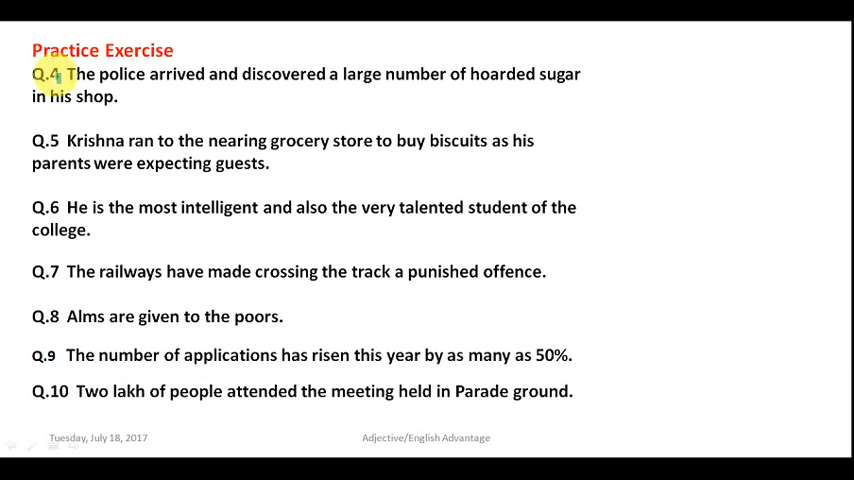 Practice Exercise
Q.4 The police arrived and discovered a large number of hoarded sugar
in his shop.
Q.5 Krishna ran to the nearing grocery store to buy biscuits as his
parents were expecting guests.
Q.6 He is the most intelligent and also the very talented student of the
college.
Q.7 The railways have made crossing the track a punished offence.
Q.8 Alms are given to the poors.
Q.9 The number of applications has risen this year by as many as 50%.
Q.10 Two lakh of people attended the meeting held in Parade ground.
Tuesday, July 18, 2017 Adjective/English Advantage